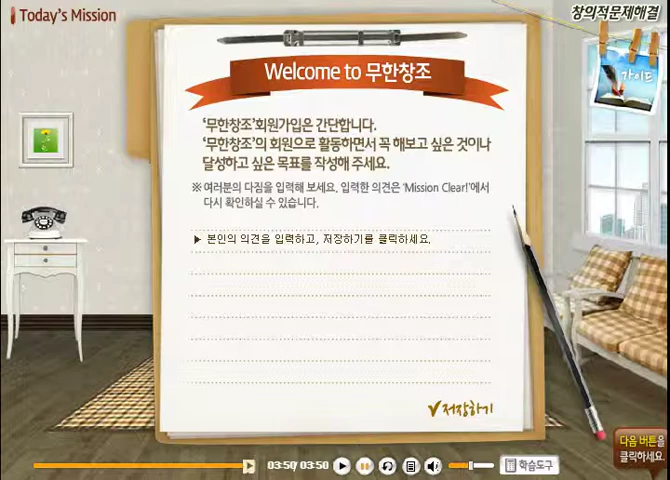 Today's Mission
창의적문제해결
가이드
Welcome to 무한창조
'무한창조'회원가입은 간단합니다.
'무한창조'의 회원으로 활동하면서 꼭 해보고 싶은 것이나
달성하고 싶은 목표를 작성해 주세요.
※ 여러분의 다짐을 입력해 보세요. 입력한 의견은 'Mission Clear!'에서
다시 확인하실 수 있습니다.
▶ 본인의 의견을 입력하고, 저장하기를 클릭하세요.
저장하기
다음 버튼을
클릭하세요.
03:50/03:50
학습도구